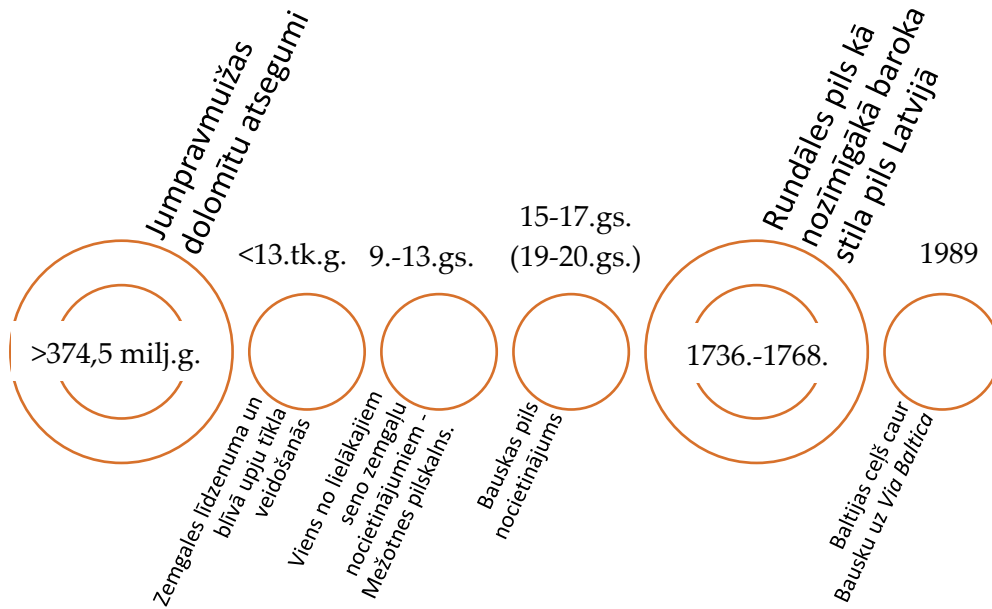 Jumpravmuižas
dolomītu atsegumi
>374,5 milj.g.
<13.tk.g.
Zemgales līdzenuma un
blīvā upju tīkla
veidošanās
9.-13.gs.
Viens no lielākajiem
seno zemgaļu
nocietinājumiem -
Mežotnes pilskalns.
15-17.gs.
(19-20.gs.)
Bauskas pils
nocietinājums
Rundāles pils kā
nozīmīgākā baroka
stila pils Latvijā
1736.-1768.
1989
Baltijas ceļš caur
Bausku uz Via Baltica